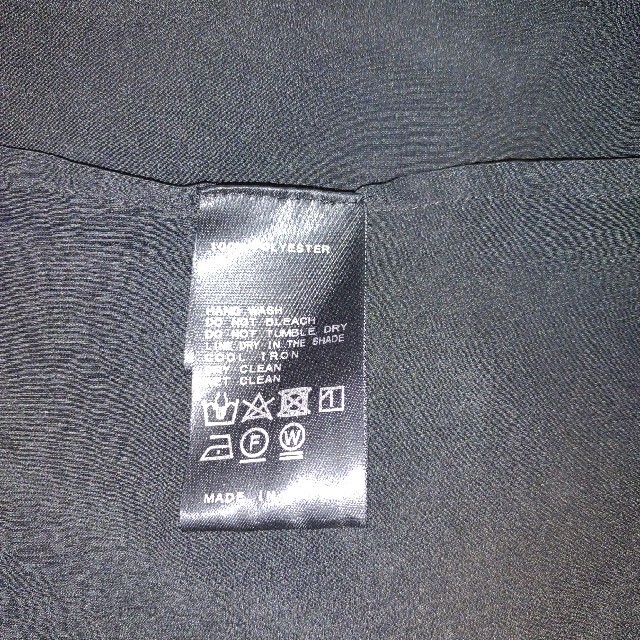 100% POLYESTER
HAND WASH
DO NOT BLEACH
DO NOT TUMBLE DRY
LINE DRY IN THE SHADE
COOL IRON
DRY CLEAN
WET CLEAN
F W
MADE IN